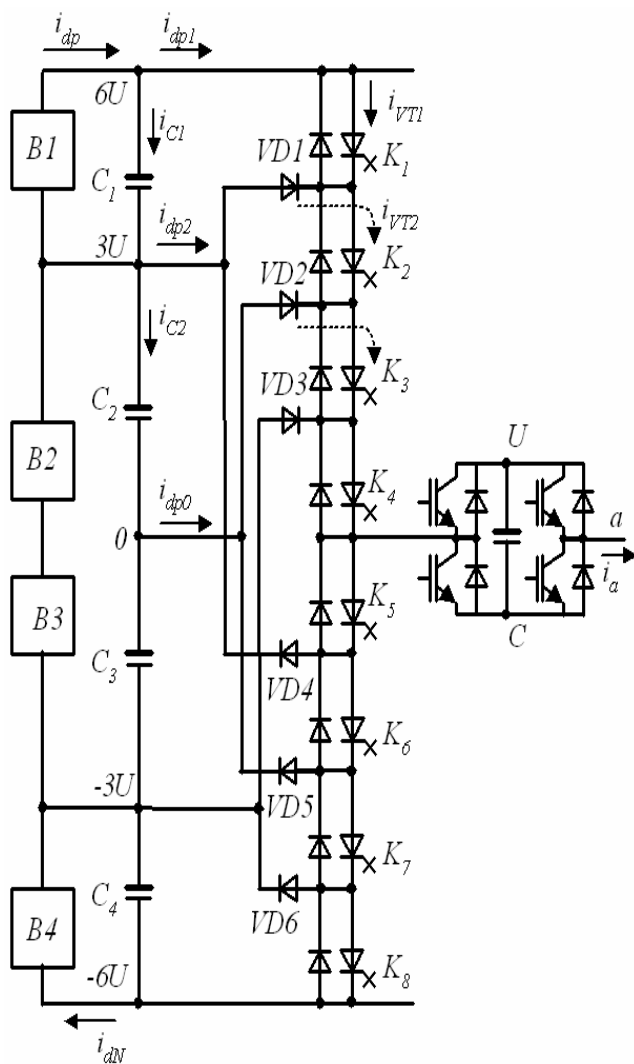 i_dp i_dp1
6U
i_C1 i_VT1
B1 VD1 K_1
C_1
i_dp2 i_VT2
3U
VD2 K_2
i_C2
K_3
VD3
C_2
B2 U
K_4
i_dp0 a
0
i_a
B3 K_5
C
C_3 VD4
K_6
-3U VD5
K_7
C_4 VD6
B4
-6U K_8
i_dN